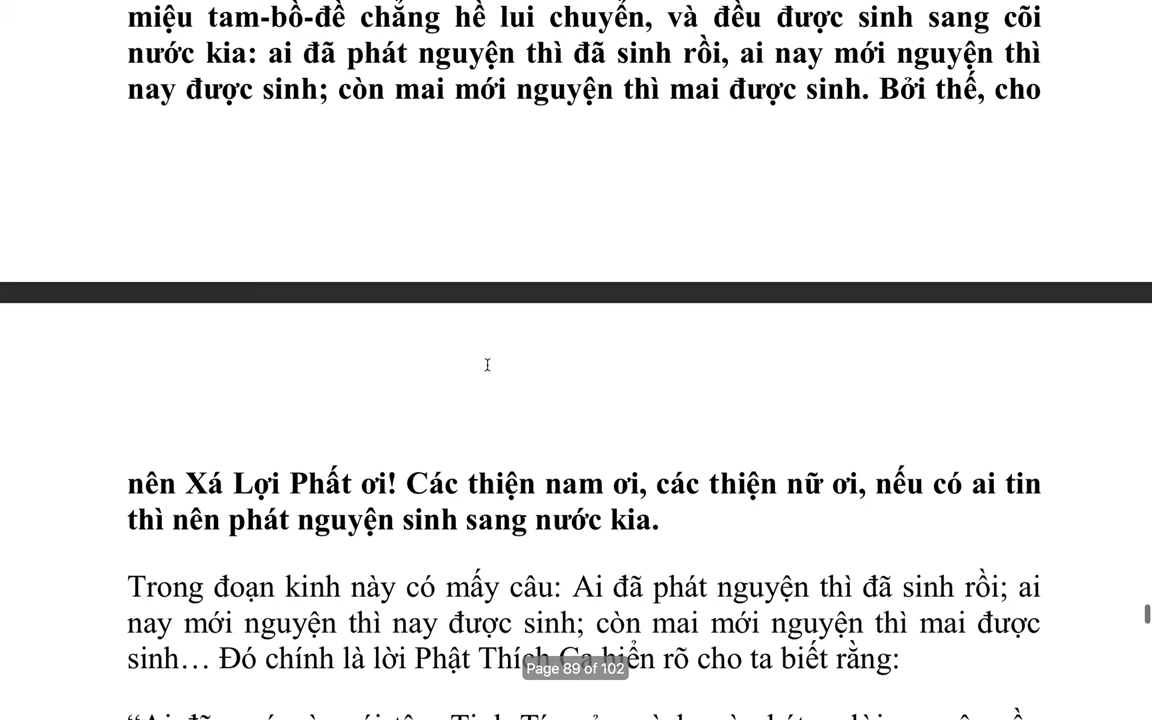 miệu tam-bồ-đề chẳng hề lui chuyển, và đều được sinh sang cõi
nước kia: ai đã phát nguyện thì đã sinh rồi, ai nay mới nguyện thì
nay được sinh; còn mai mới nguyện thì mai được sinh. Bởi thế, cho
nên Xá Lợi Phất ơi! Các thiện nam ơi, các thiện nữ ơi, nếu có ai tin
thì nên phát nguyện sinh sang nước kia.
Trong đoạn kinh này có mấy câu: Ai đã phát nguyện thì đã sinh rồi; ai
nay mới nguyện thì nay được sinh; còn mai mới nguyện thì mai được
sinh… Đó chính là lời Phật Thích Ca hiển rõ cho ta biết rằng:
Page 89 of 102